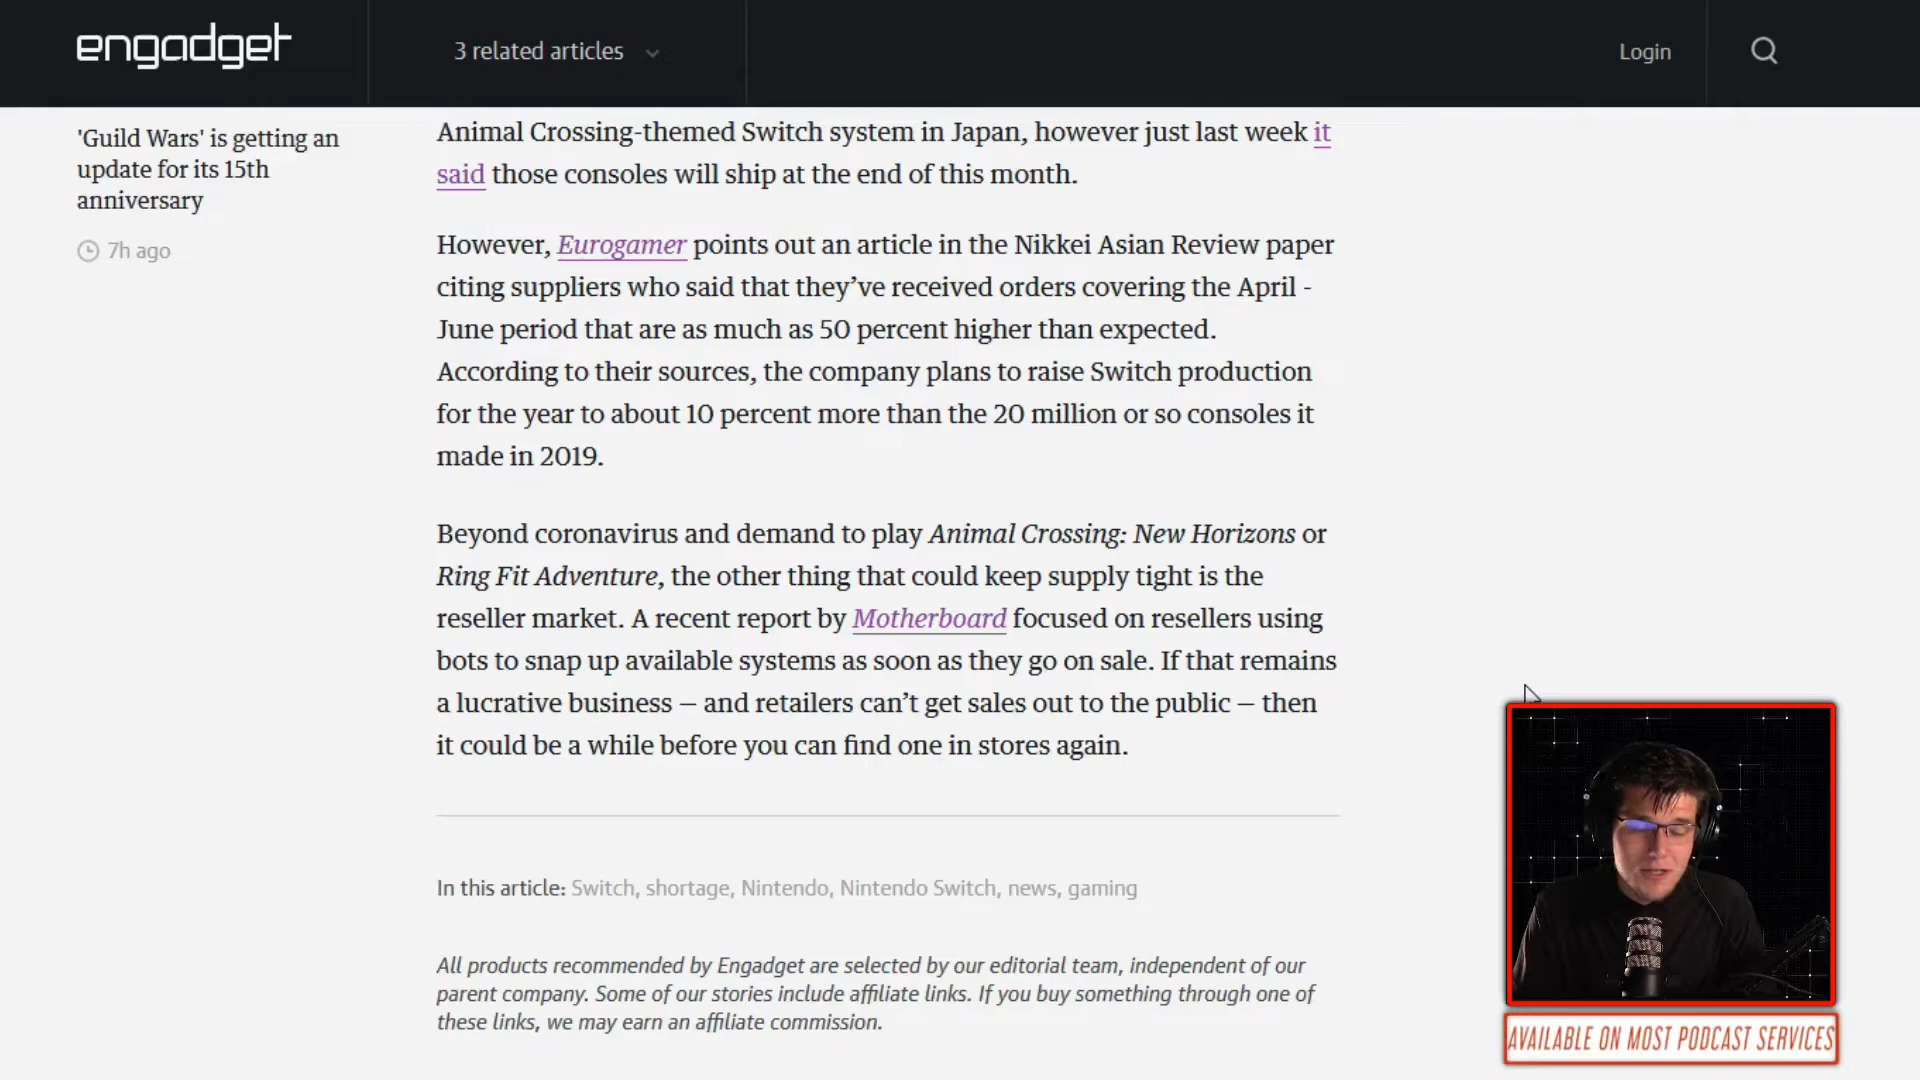 engadget
3 related articles
Login
'Guild Wars' is getting an
update for its 15th
anniversary
7h ago
Animal Crossing-themed Switch system in Japan, however just last week it
said those consoles will ship at the end of this month.
However, Eurogamer points out an article in the Nikkei Asian Review paper
citing suppliers who said that they’ve received orders covering the April -
June period that are as much as 50 percent higher than expected.
According to their sources, the company plans to raise Switch production
for the year to about 10 percent more than the 20 million or so consoles it
made in 2019.
Beyond coronavirus and demand to play Animal Crossing: New Horizons or
Ring Fit Adventure, the other thing that could keep supply tight is the
reseller market. A recent report by Motherboard focused on resellers using
bots to snap up available systems as soon as they go on sale. If that remains
a lucrative business — and retailers can’t get sales out to the public — then
it could be a while before you can find one in stores again.
In this article: Switch, shortage, Nintendo, Nintendo Switch, news, gaming
All products recommended by Engadget are selected by our editorial team, independent of our
parent company. Some of our stories include affiliate links. If you buy something through one of
these links, we may earn an affiliate commission.
AVAILABLE ON MOST PODCAST SERVICES